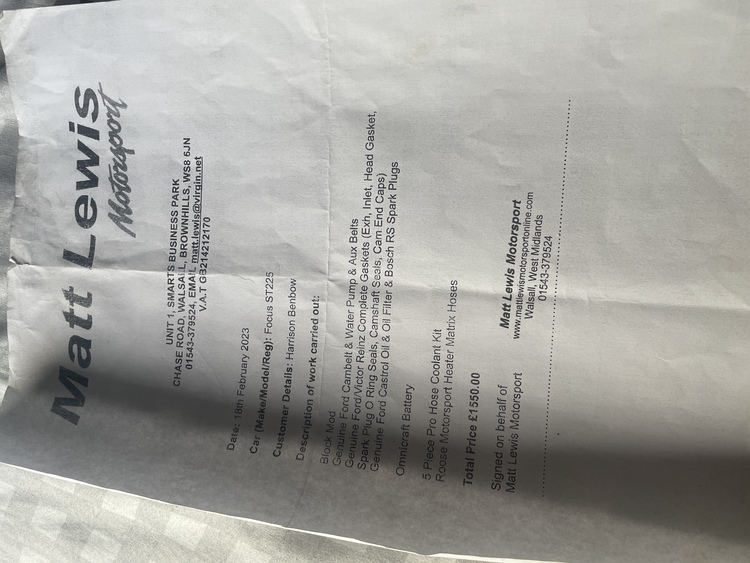 Matt Lewis
Motorsport
UNIT 1, SMARTS BUSINESS PARK
CHASE ROAD, WALSALL, BROWNHILLS, WS8 6JN
01543-379524, EMAIL matt.lewis@virgin.net
V.A.T GB214212170
Date: 18th February 2023
Car (Make/Model/Reg): Focus ST225
Customer Details: Harrison Benbow
Description of work carried out:
Block Mod
Genuine Ford Cambelt & Water Pump & Aux Belts
Genuine Ford/Victor Reinz Complete Gaskets (Exh, Inlet, Head Gasket,
Spark Plug O Ring Seals, Camshaft Seals, Cam End Caps)
Genuine Ford Castrol Oil & Oil Filter & Bosch RS Spark Plugs
Omnicraft Battery
5 Piece Pro Hose Coolant Kit
Roose Motorsport Heater Matrix Hoses
Total Price £1550.00
Signed on behalf of
Matt Lewis Motorsport
Matt Lewis Motorsport
www.mattlewismotorsportonline.com
Walsall, West Midlands
01543-379524